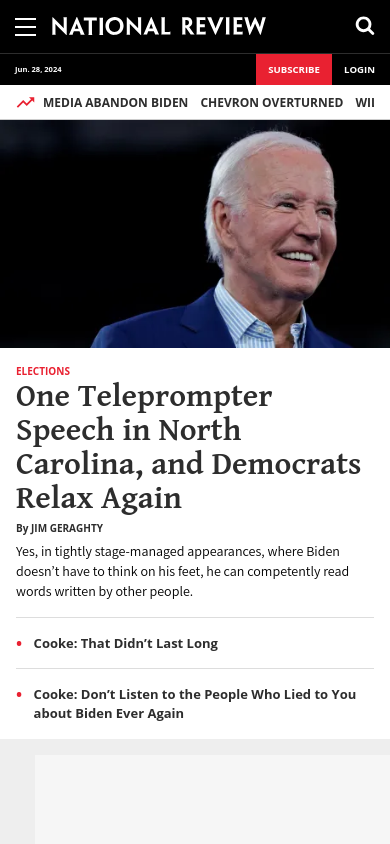 NATIONAL REVIEW
Jun. 28, 2024
SUBSCRIBE
LOGIN
MEDIA ABANDON BIDEN CHEVRON OVERTURNED WII
ELECTIONS
One Teleprompter
Speech in North
Carolina, and Democrats
Relax Again
By JIM GERAGHTY
Yes, in tightly stage-managed appearances, where Biden
doesn’t have to think on his feet, he can competently read
words written by other people.
Cooke: That Didn’t Last Long
Cooke: Don’t Listen to the People Who Lied to You
about Biden Ever Again